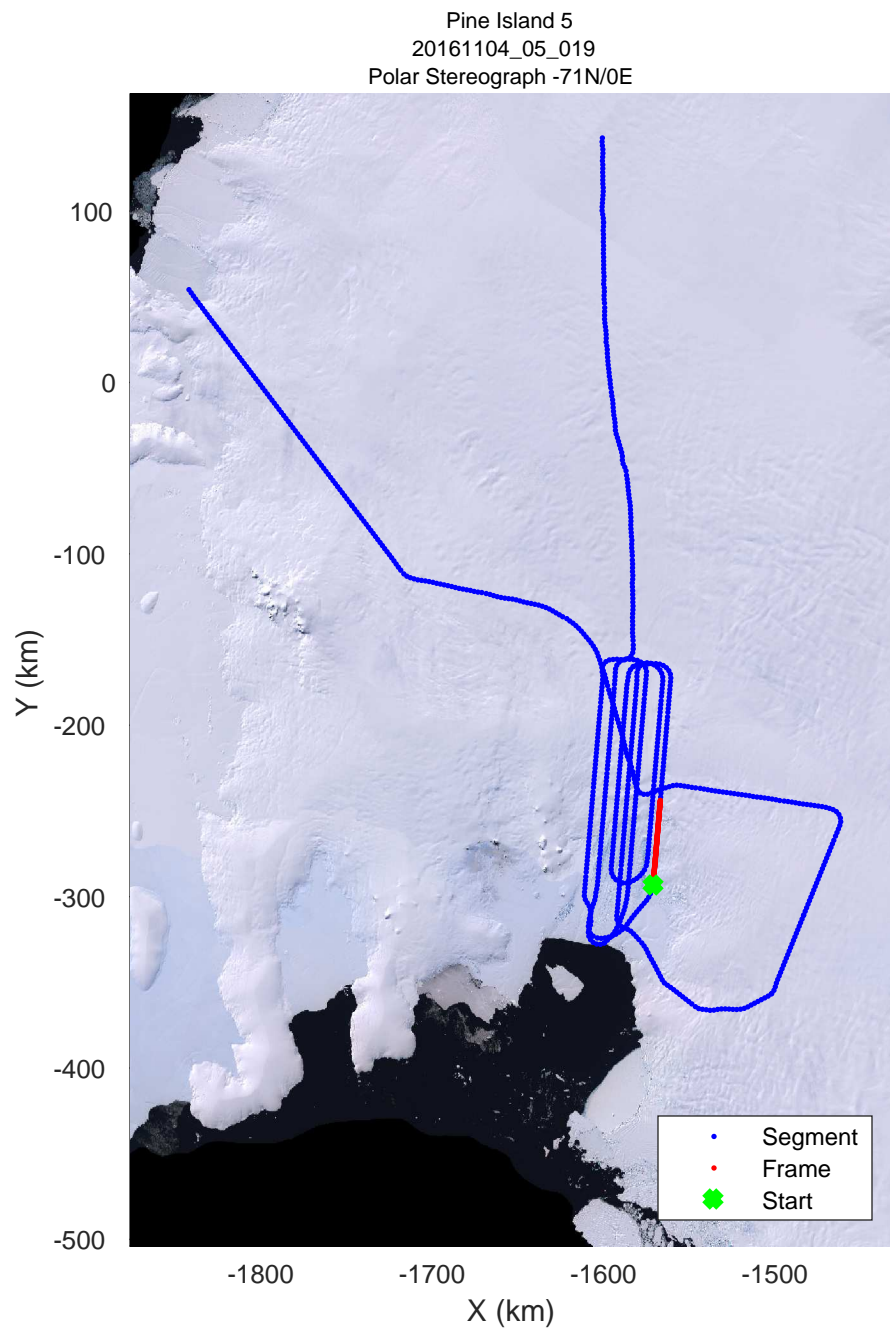 Pine Island 5
20161104_05_019
Polar Stereograph -71N/0E
100
0
-100
-200
-300
-400
-500
Y (km)
-1800
-1700
-1600
-1500
X (km)
Segment
Frame
Start